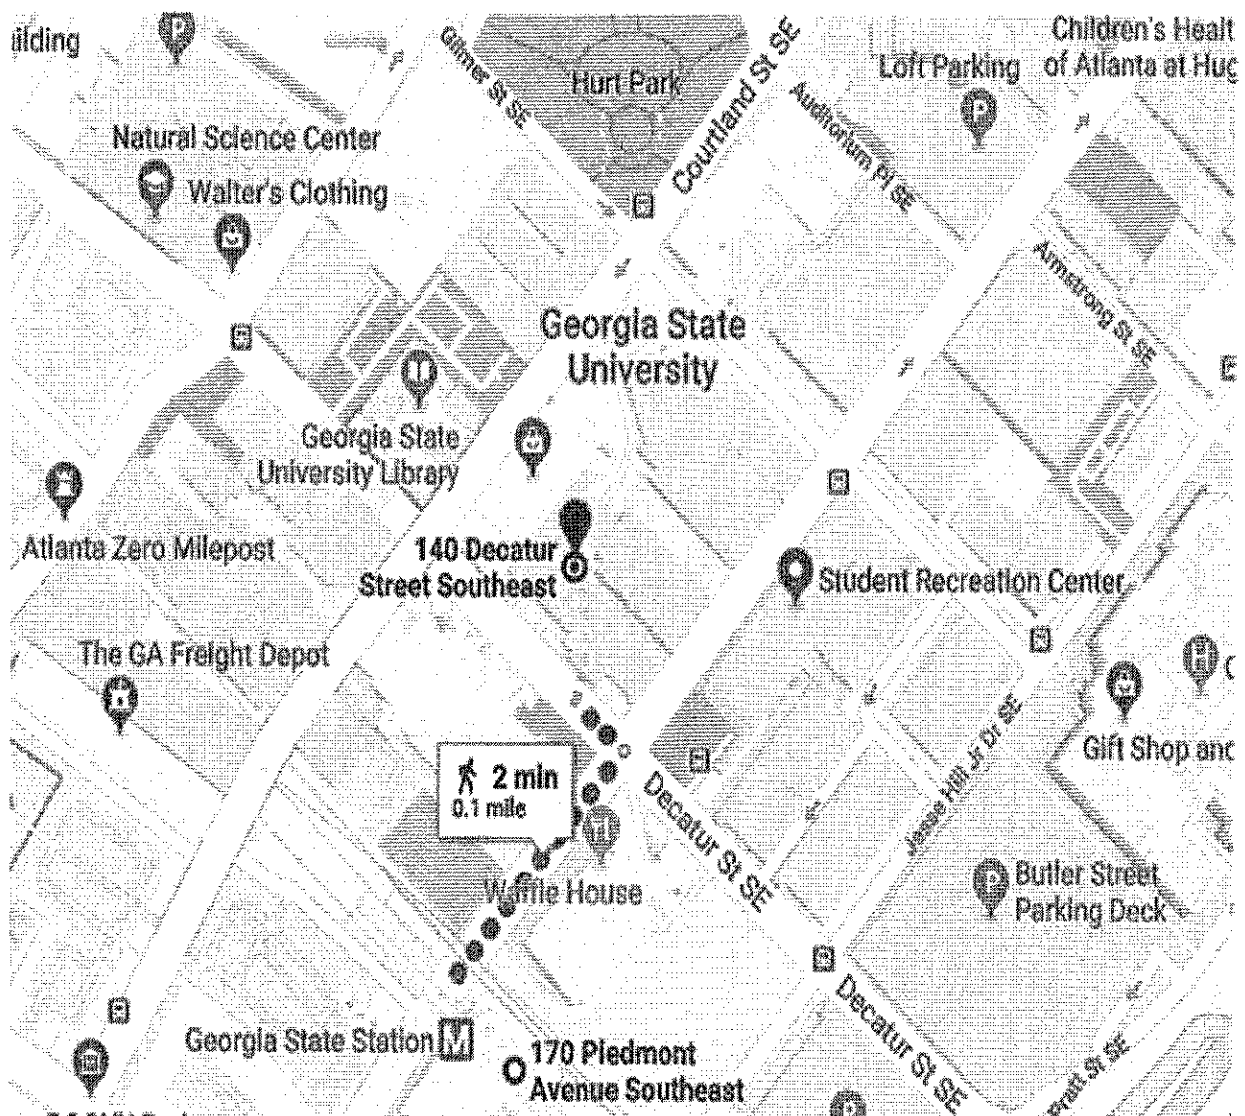 ilding
P
Gilmer St SE
Hurt Park
Courtland St SE
Loft Parking
P
Children's Healt
of Atlanta at Hug
Auditorium Pl SE
Natural Science Center
Walter's Clothing
Armstrong St SE
Georgia State
University
Georgia State
University Library
Atlanta Zero Milepost
140 Decatur
Street Southeast
Student Recreation Center
The GA Freight Depot
H
C
Gift Shop and
Jesse Hill Jr Dr SE
2 min
0.1 mile
Decatur St SE
Waffle House
P
Butler Street
Parking Deck
Georgia State Station
M
170 Piedmont
Avenue Southeast
Decatur St SE
Pratt St SE